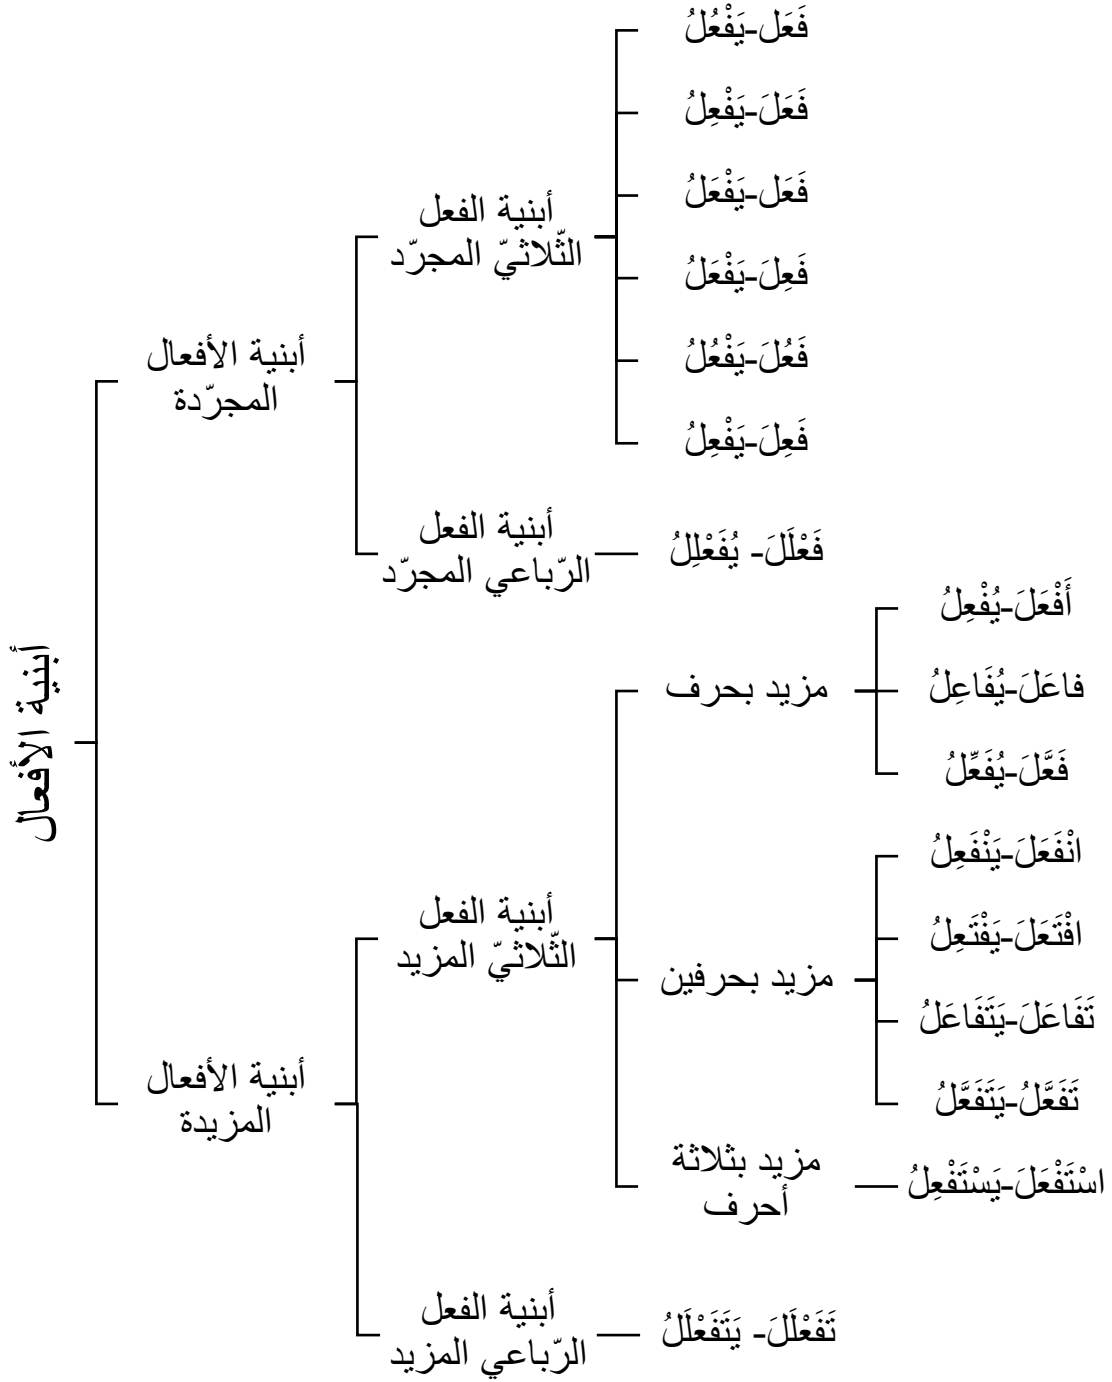 أبنية الأفعال
أبنية الأفعال
المجرّدة
أبنية الفعل
الثّلاثيّ المجرّد
فَعَل-يَفْعُلُ
فَعَلَ-يَفْعِلُ
فَعَل-يَفْعَلُ
فَعِلَ-يَفْعَلُ
فَعُلَ-يَفْعُلُ
فَعِلَ-يَفْعِلُ
أبنية الفعل
الرّباعي المجرّد
فَعْلَلَ- يُفَعْلِلُ
أبنية الأفعال
المزيدة
أبنية الفعل
الثّلاثيّ المزيد
مزيد بحرف
أَفْعَلَ-يُفْعِلُ
فاعَلَ-يُفَاعِلُ
فَعَّلَ-يُفَعِّلُ
مزيد بحرفين
انْفَعَلَ-يَنْفَعِلُ
افْتَعَلَ-يَفْتَعِلُ
تَفَاعَلَ-يَتَفَاعَلُ
تَفَعَّلُ-يَتَفَعَّلُ
مزيد بثلاثة
أحرف
اسْتَفْعَلَ-يَسْتَفْعِلُ
أبنية الفعل
الرّباعي المزيد
تَفَعْلَلَ- يَتَفَعْلَلُ